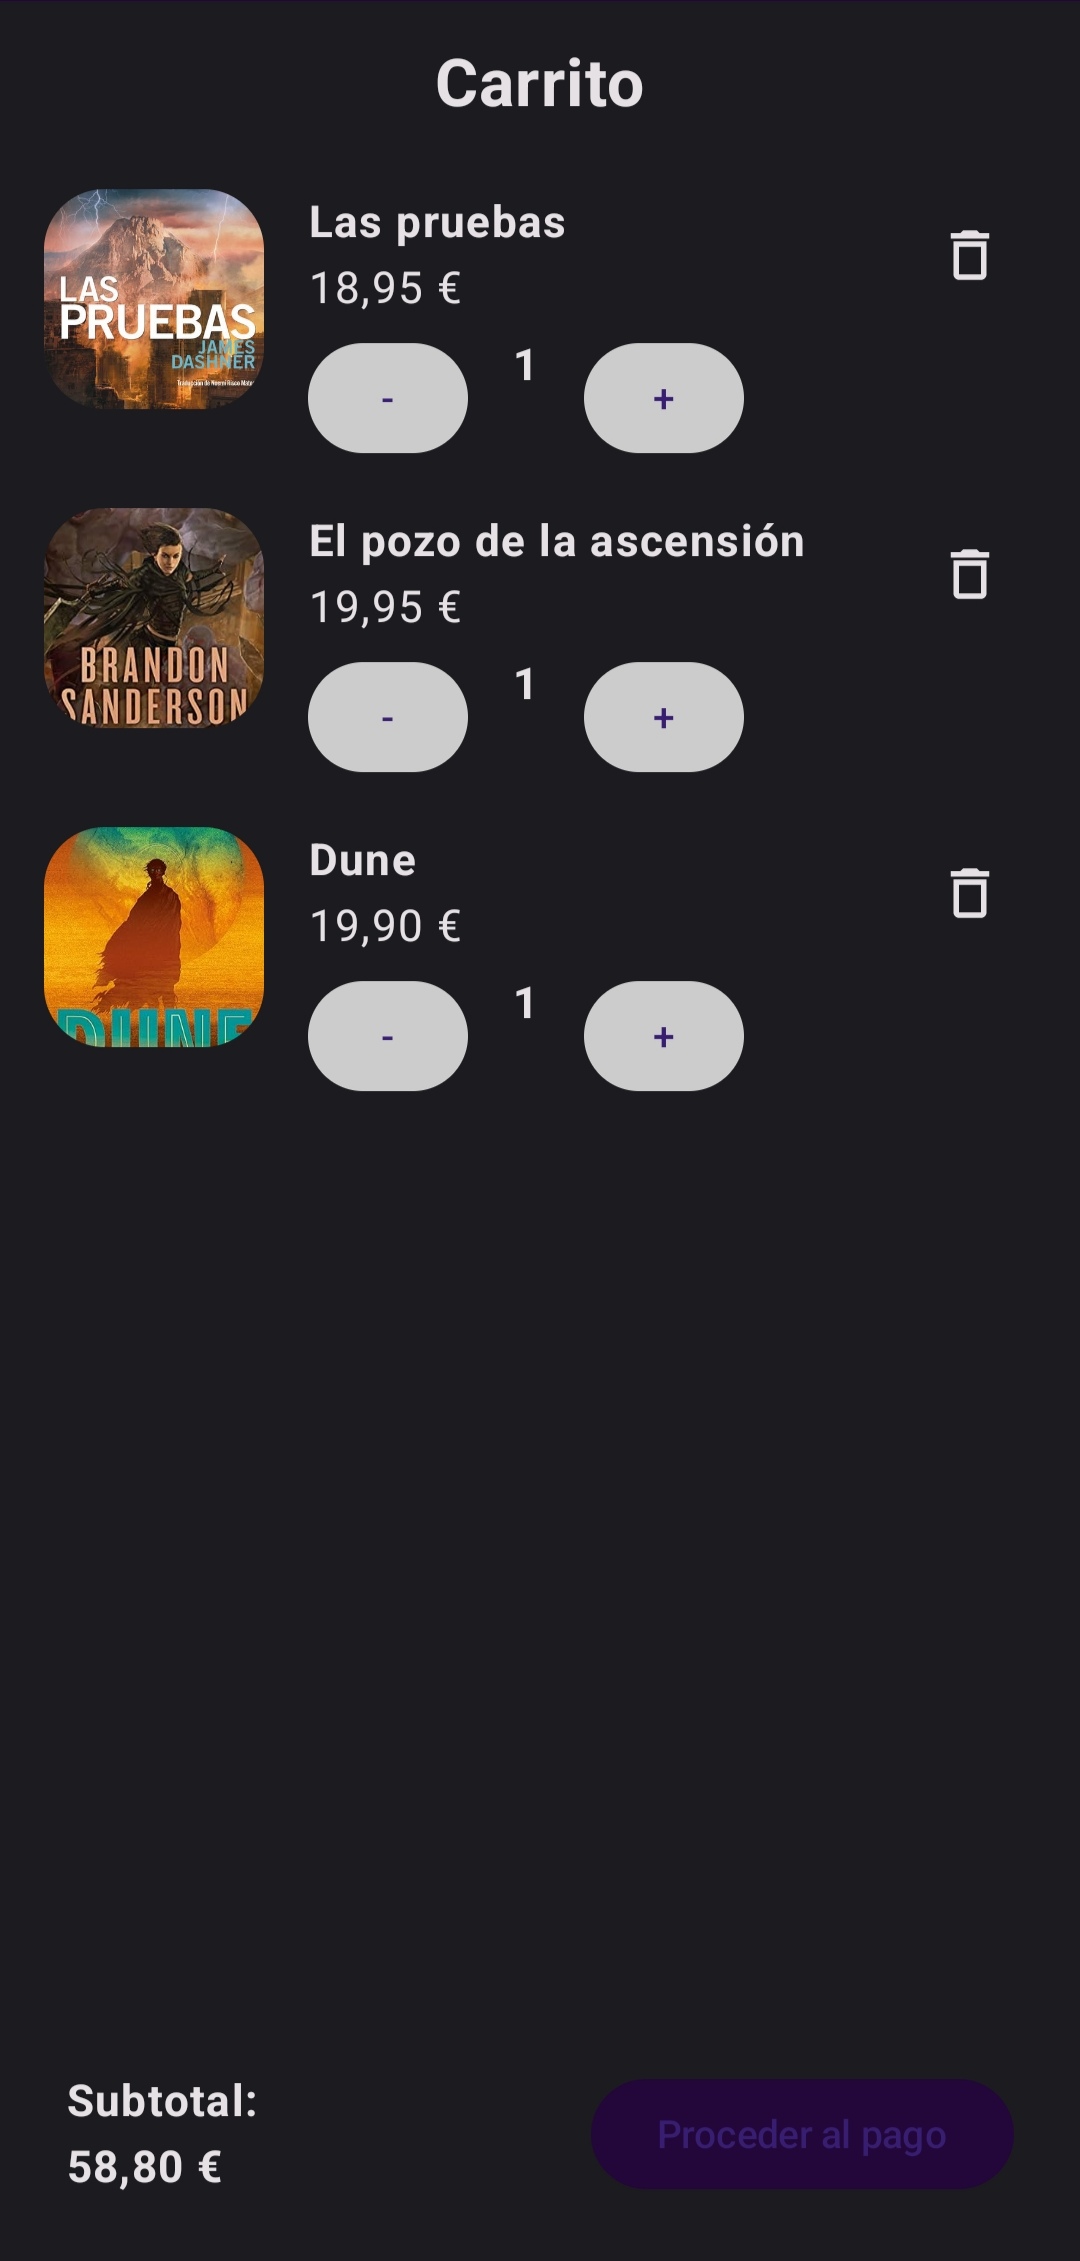 Carrito
LAS
PRUEBAS
JAMES
DASHNER
Las pruebas
18,95 €
- 1 +
BRANDON
SANDERSON
El pozo de la ascensión
19,95 €
- 1 +
DUNE
Dune
19,90 €
- 1 +
Subtotal:
58,80 €
Proceder al pago